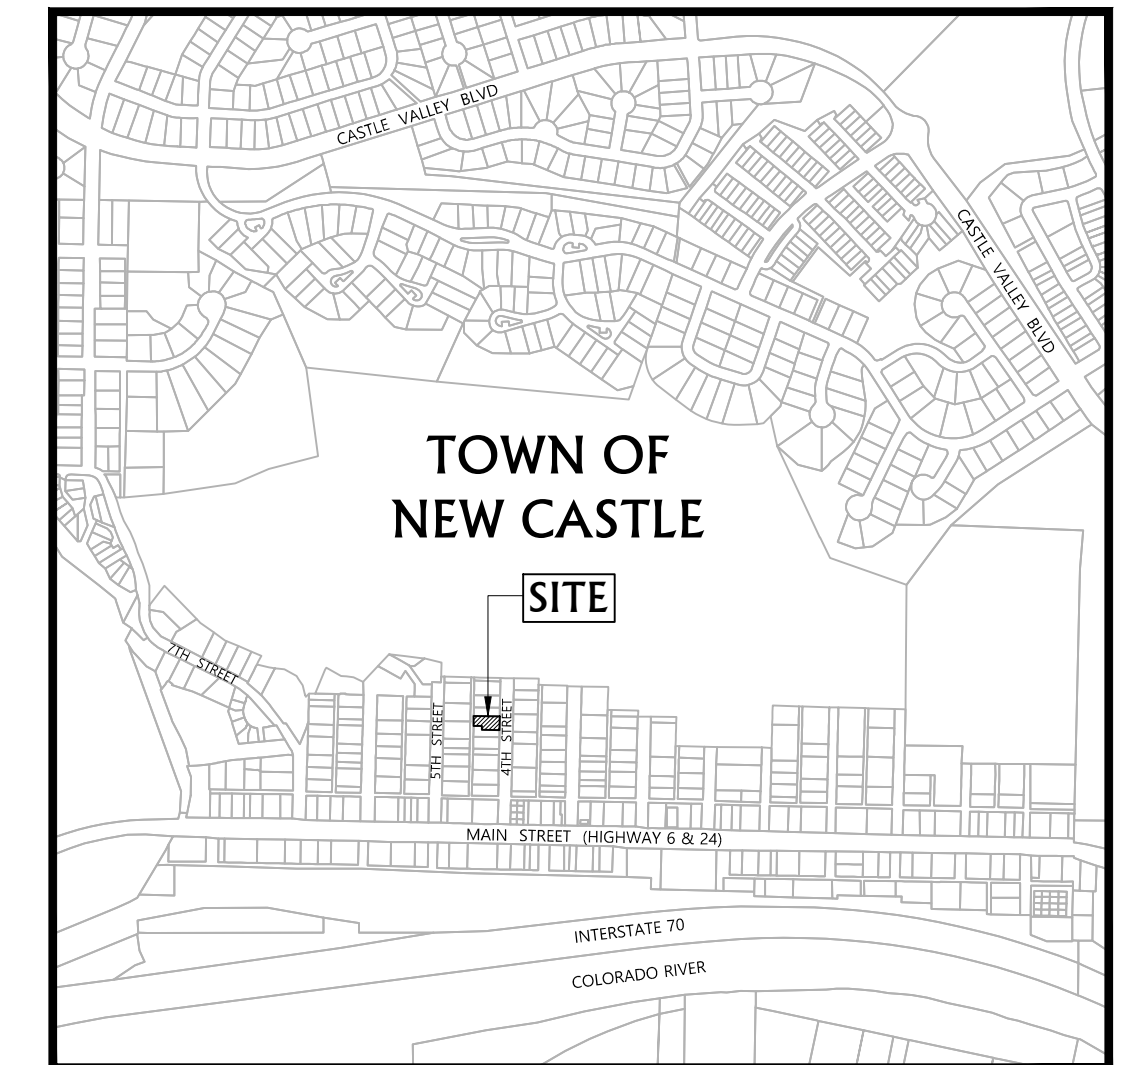 CASTLE VALLEY BLVD
CASTLE VALLEY BLVD
TOWN OF
NEW CASTLE
SITE
7TH STREET
5TH STREET
4TH STREET
MAIN STREET (HIGHWAY 6 & 24)
INTERSTATE 70
COLORADO RIVER